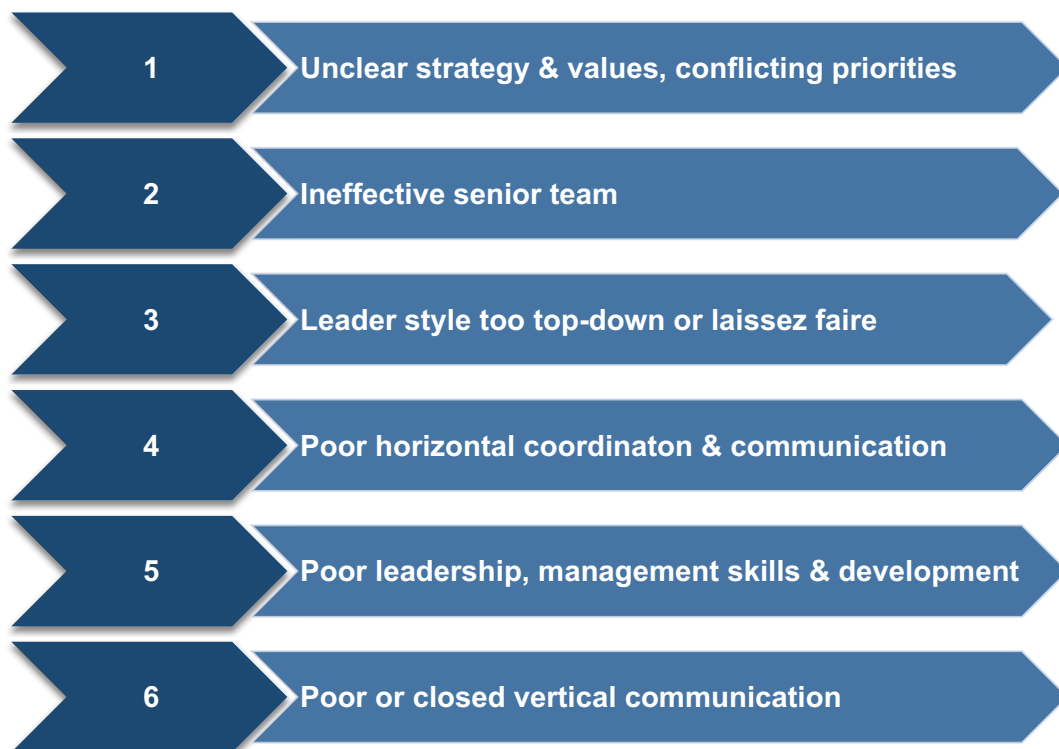 1 Unclear strategy & values, conflicting priorities
2 Ineffective senior team
3 Leader style too top-down or laissez faire
4 Poor horizontal coordinaton & communication
5 Poor leadership, management skills & development
6 Poor or closed vertical communication